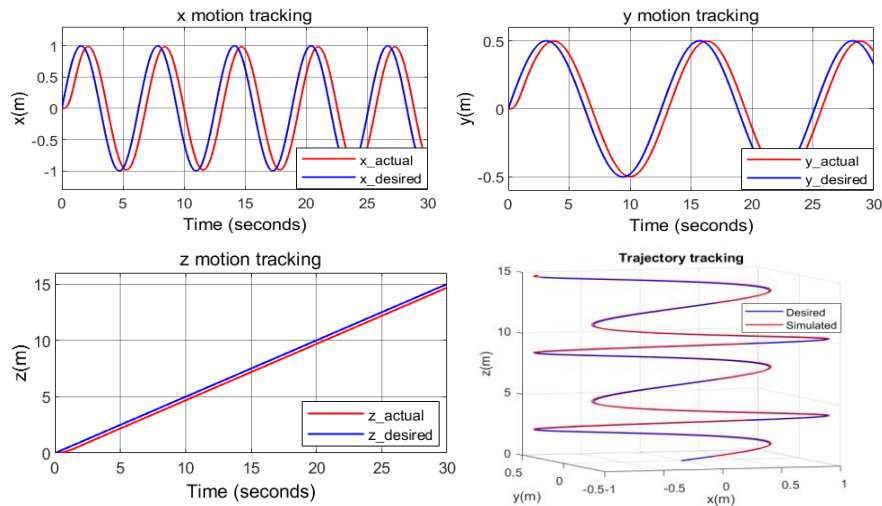 x motion tracking
x(m)
1
0.5
0
-0.5
-1
x_actual
x_desired
0 5 10 15 20 25 30
Time (seconds)
y motion tracking
y(m)
0.5
0
-0.5
y_actual
y_desired
0 5 10 15 20 25 30
Time (seconds)
z motion tracking
z(m)
15
10
5
0
z_actual
z_desired
0 5 10 15 20 25 30
Time (seconds)
Trajectory tracking
z(m)
15
10
5
0
Desired
Simulated
0.5 0 -0.5
y(m)
-1 -0.5 0 0.5 1
x(m)